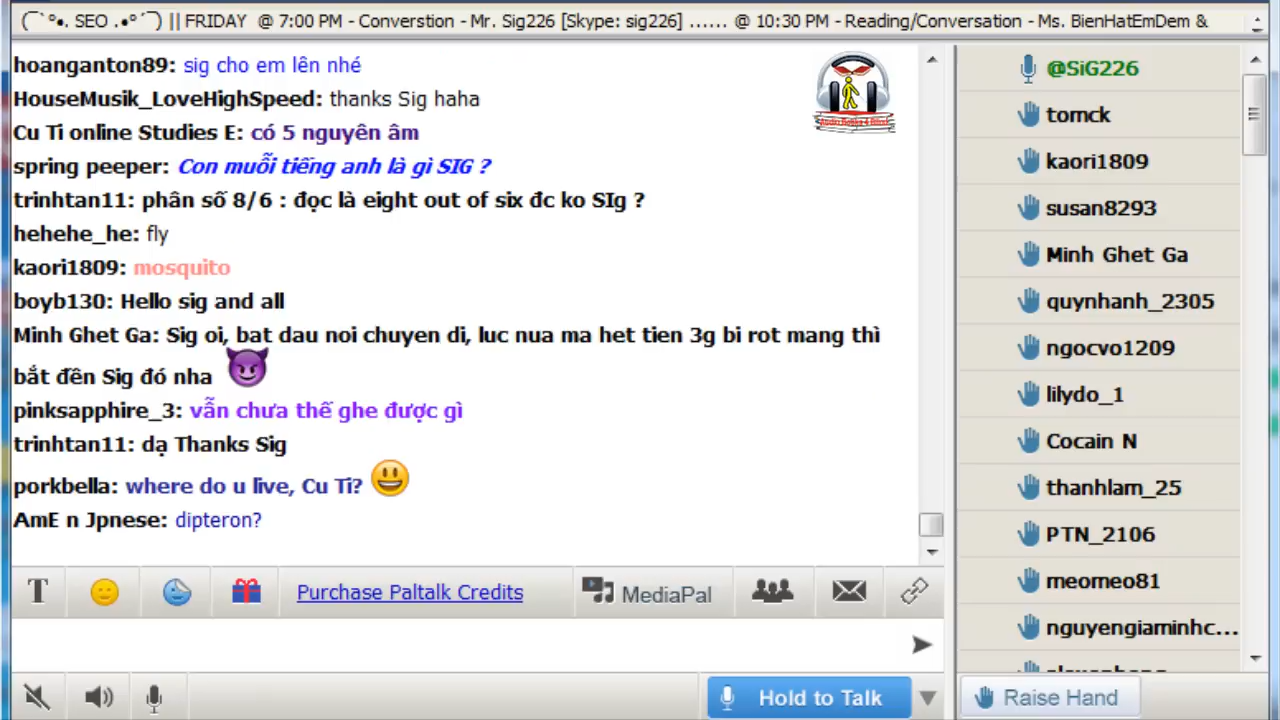 (¯`°•. SEO .•°´¯) || FRIDAY @ 7:00 PM - Converstion - Mr. Sig226 [Skype: sig226] ...... @ 10:30 PM - Reading/Conversation - Ms. BienHatEmDem &
hoanganton89: sig cho em lên nhé
HouseMusik_LoveHighSpeed: thanks Sig haha
Cu Ti online Studies E: có 5 nguyên âm
spring peeper: Con muỗi tiếng anh là gì SIG ?
trinhtan11: phân số 8/6 : đọc là eight out of six đc ko SIg ?
hehehe_he: fly
kaori1809: mosquito
boyb130: Hello sig and all
Minh Ghet Ga: Sig oi, bat dau noi chuyen di, luc nua ma het tien 3g bi rot mang thì
bắt đền Sig đó nha
pinksapphire_3: vẫn chưa thế ghe được gì
trinhtan11: dạ Thanks Sig
porkbella: where do u live, Cu Ti?
AmE n Jpnese: dipteron?
@SiG226
tomck
kaori1809
susan8293
Minh Ghet Ga
quynhanh_2305
ngocvo1209
lilydo_1
Cocain N
thanhlam_25
PTN_2106
meomeo81
nguyengiaminhc...
T
Purchase Paltalk Credits
MediaPal
Hold to Talk
Raise Hand